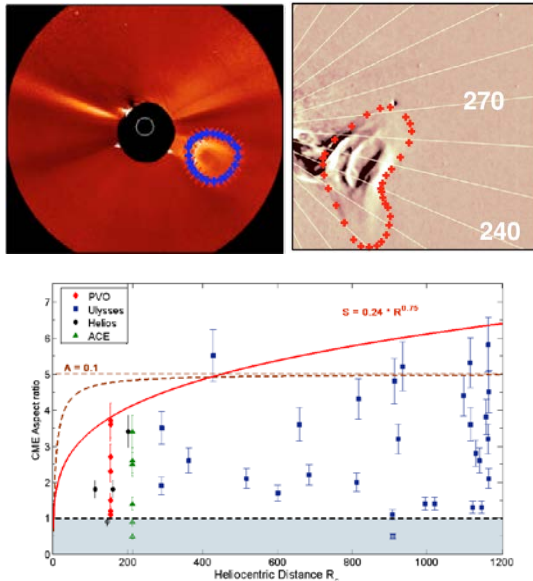 270
240
PVO
Ulysses
Helios
ACE
S = 0.24 * R^0.75
A = 0.1
CME Aspect ratio
7
6
5
4
3
2
1
0
0 200 400 600 800 1000 1200
Heliocentric Distance R